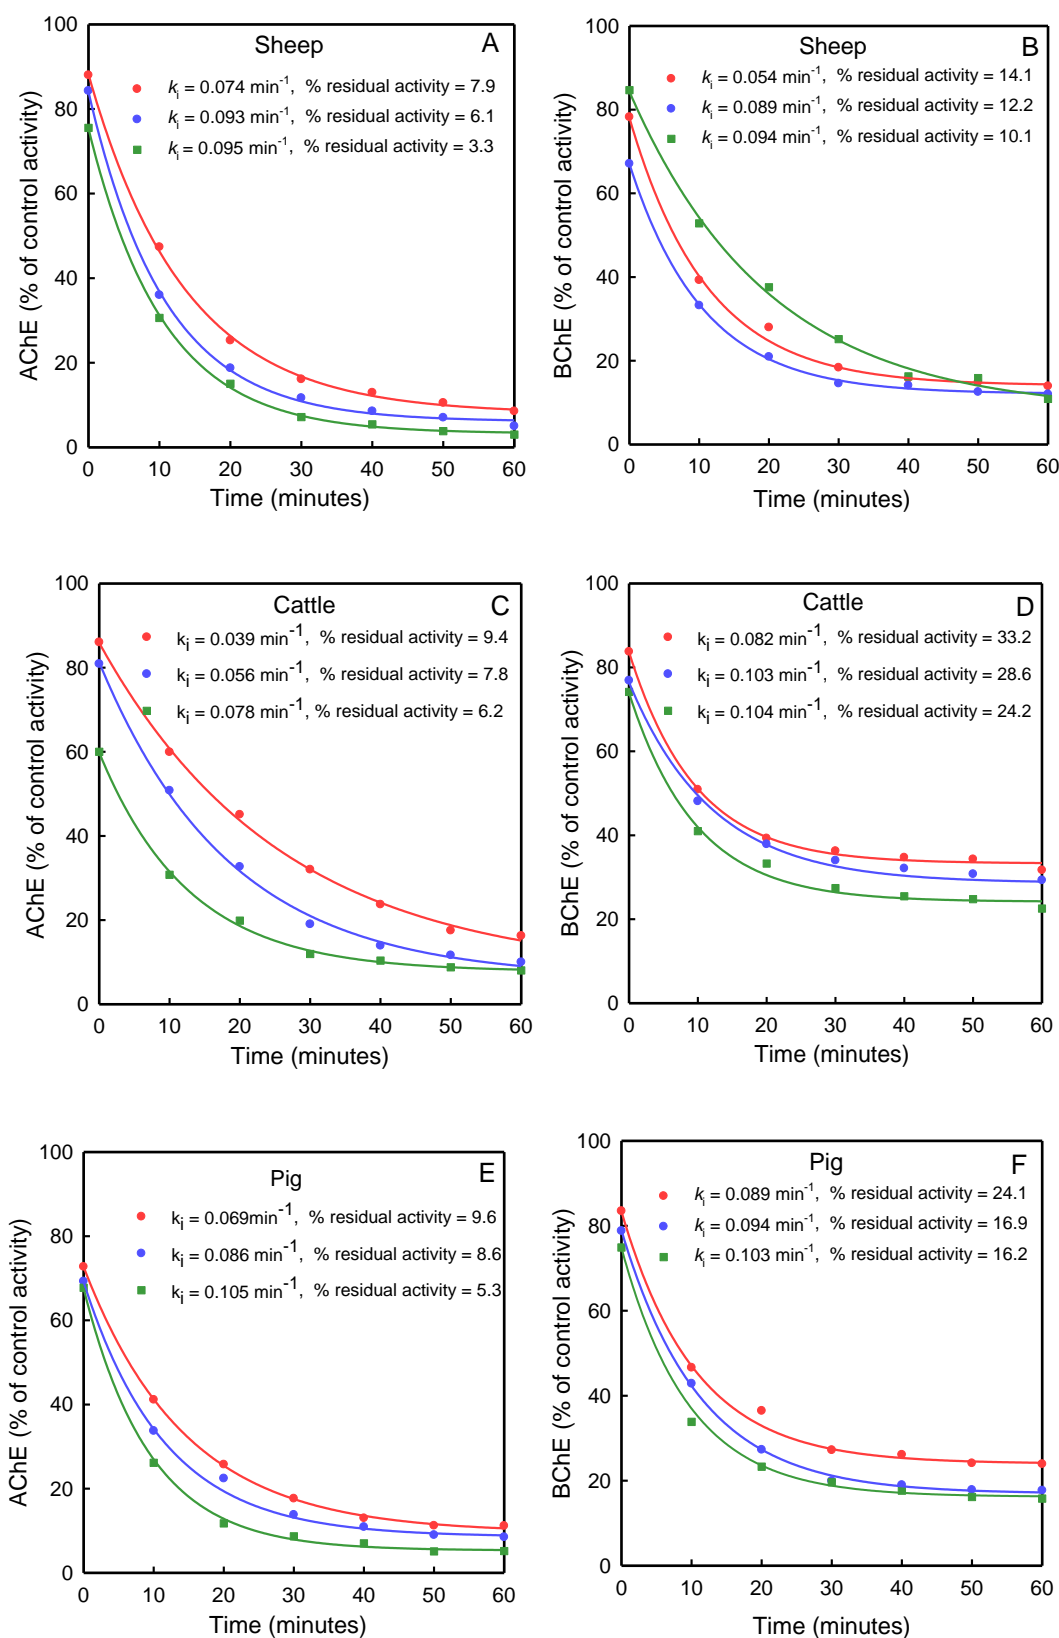 Sheep
A
kᵢ = 0.074 min⁻¹, % residual activity = 7.9
kᵢ = 0.093 min⁻¹, % residual activity = 6.1
kᵢ = 0.095 min⁻¹, % residual activity = 3.3
AChE (% of control activity)
100
80
60
40
20
0
0 10 20 30 40 50 60
Time (minutes)
Sheep
B
kᵢ = 0.054 min⁻¹, % residual activity = 14.1
kᵢ = 0.089 min⁻¹, % residual activity = 12.2
kᵢ = 0.094 min⁻¹, % residual activity = 10.1
BChE (% of control activity)
100
80
60
40
20
0
0 10 20 30 40 50 60
Time (minutes)
Cattle
C
kᵢ = 0.039 min⁻¹, % residual activity = 9.4
kᵢ = 0.056 min⁻¹, % residual activity = 7.8
kᵢ = 0.078 min⁻¹, % residual activity = 6.2
AChE (% of control activity)
100
80
60
40
20
0
0 10 20 30 40 50 60
Time (minutes)
Cattle
D
kᵢ = 0.082 min⁻¹, % residual activity = 33.2
kᵢ = 0.103 min⁻¹, % residual activity = 28.6
kᵢ = 0.104 min⁻¹, % residual activity = 24.2
BChE (% of control activity)
100
80
60
40
20
0
0 10 20 30 40 50 60
Time (minutes)
Pig
E
kᵢ = 0.069min⁻¹, % residual activity = 9.6
kᵢ = 0.086 min⁻¹, % residual activity = 8.6
kᵢ = 0.105 min⁻¹, % residual activity = 5.3
AChE (% of control activity)
100
80
60
40
20
0
0 10 20 30 40 50 60
Time (minutes)
Pig
F
kᵢ = 0.089 min⁻¹, % residual activity = 24.1
kᵢ = 0.094 min⁻¹, % residual activity = 16.9
kᵢ = 0.103 min⁻¹, % residual activity = 16.2
BChE (% of control activity)
100
80
60
40
20
0
0 10 20 30 40 50 60
Time (minutes)